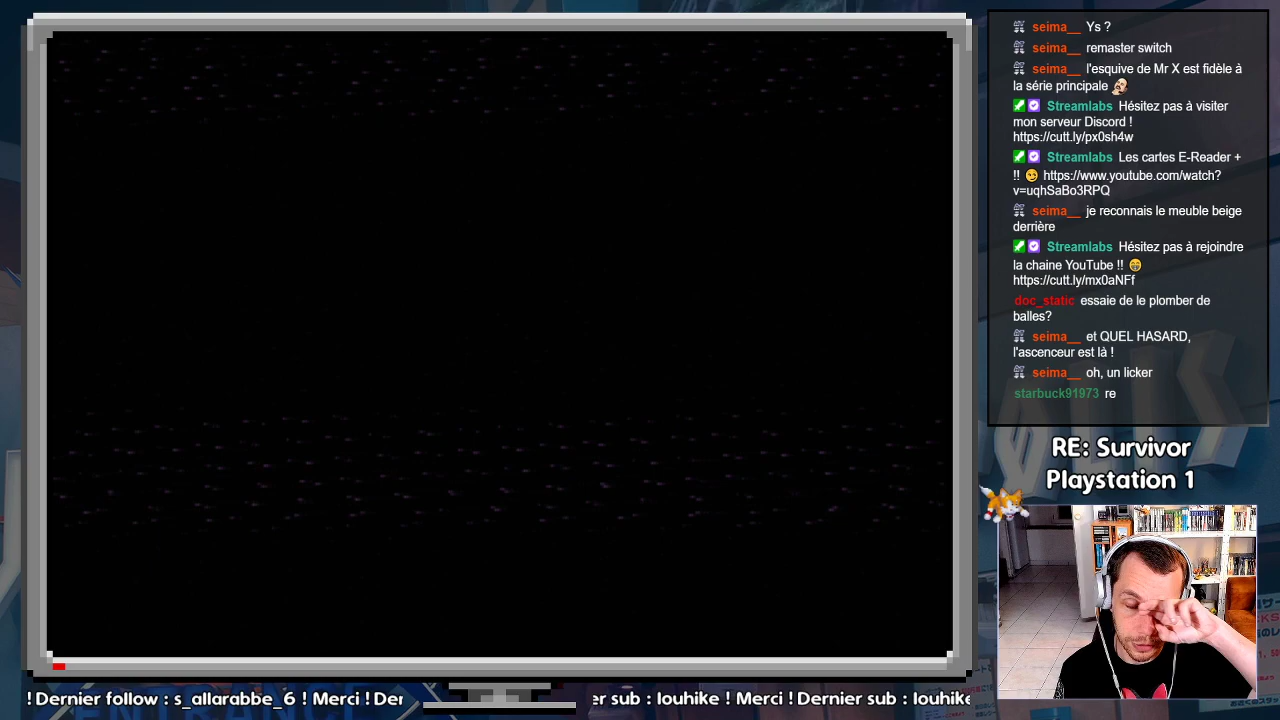 seima__ Ys ?
seima__ remaster switch
seima__ l'esquive de Mr X est fidèle à
la série principale
Streamlabs Hésitez pas à visiter
mon serveur Discord !
https://cutt.ly/px0sh4w
Streamlabs Les cartes E-Reader +
!! 😏 https://www.youtube.com/watch?
v=uqhSaBo3RPQ
seima__ je reconnais le meuble beige
derrière
Streamlabs Hésitez pas à rejoindre
la chaine YouTube !! 😁
https://cutt.ly/mx0aNFf
doc_static essaie de le plomber de
balles?
seima__ et QUEL HASARD,
l'ascenceur est là !
seima__ oh, un licker
starbuck91973 re
RE: Survivor
Playstation 1
! Dernier follow : s_allarabbe_6 ! Merci ! Der
er sub : louhike ! Merci ! Dernier sub : louhike